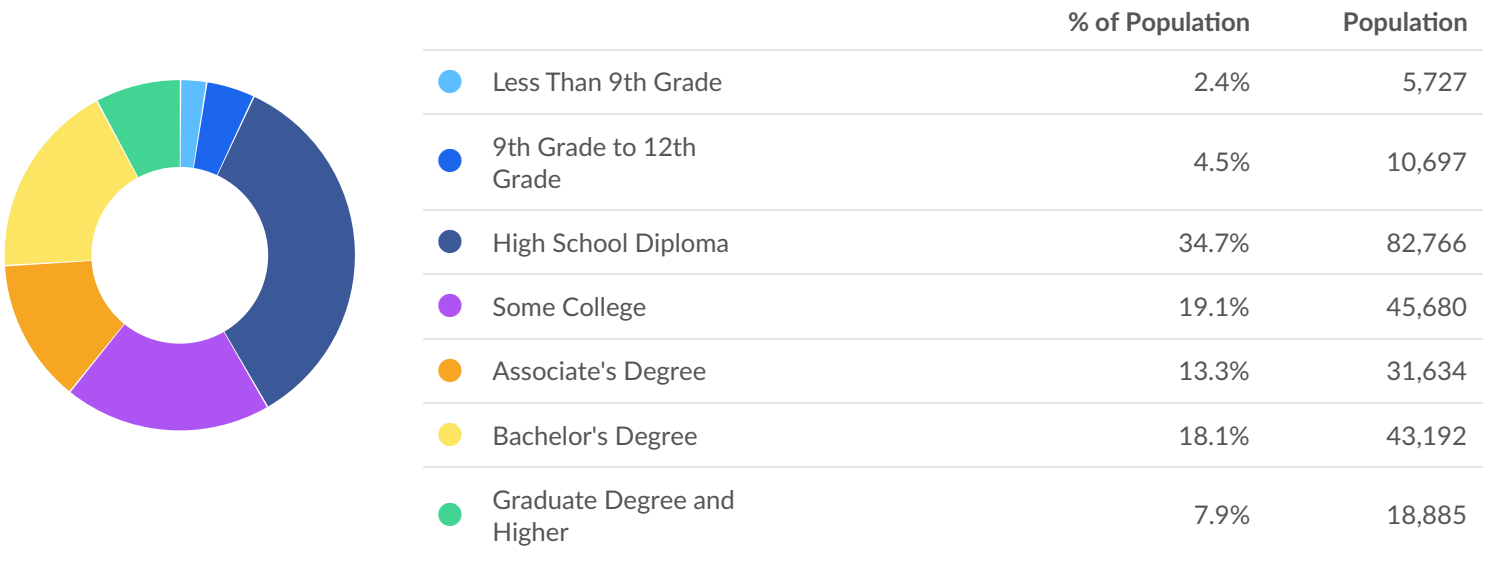 % of Population Population
Less Than 9th Grade 2.4% 5,727
9th Grade to 12th
Grade 4.5% 10,697
High School Diploma 34.7% 82,766
Some College 19.1% 45,680
Associate's Degree 13.3% 31,634
Bachelor's Degree 18.1% 43,192
Graduate Degree and
Higher 7.9% 18,885